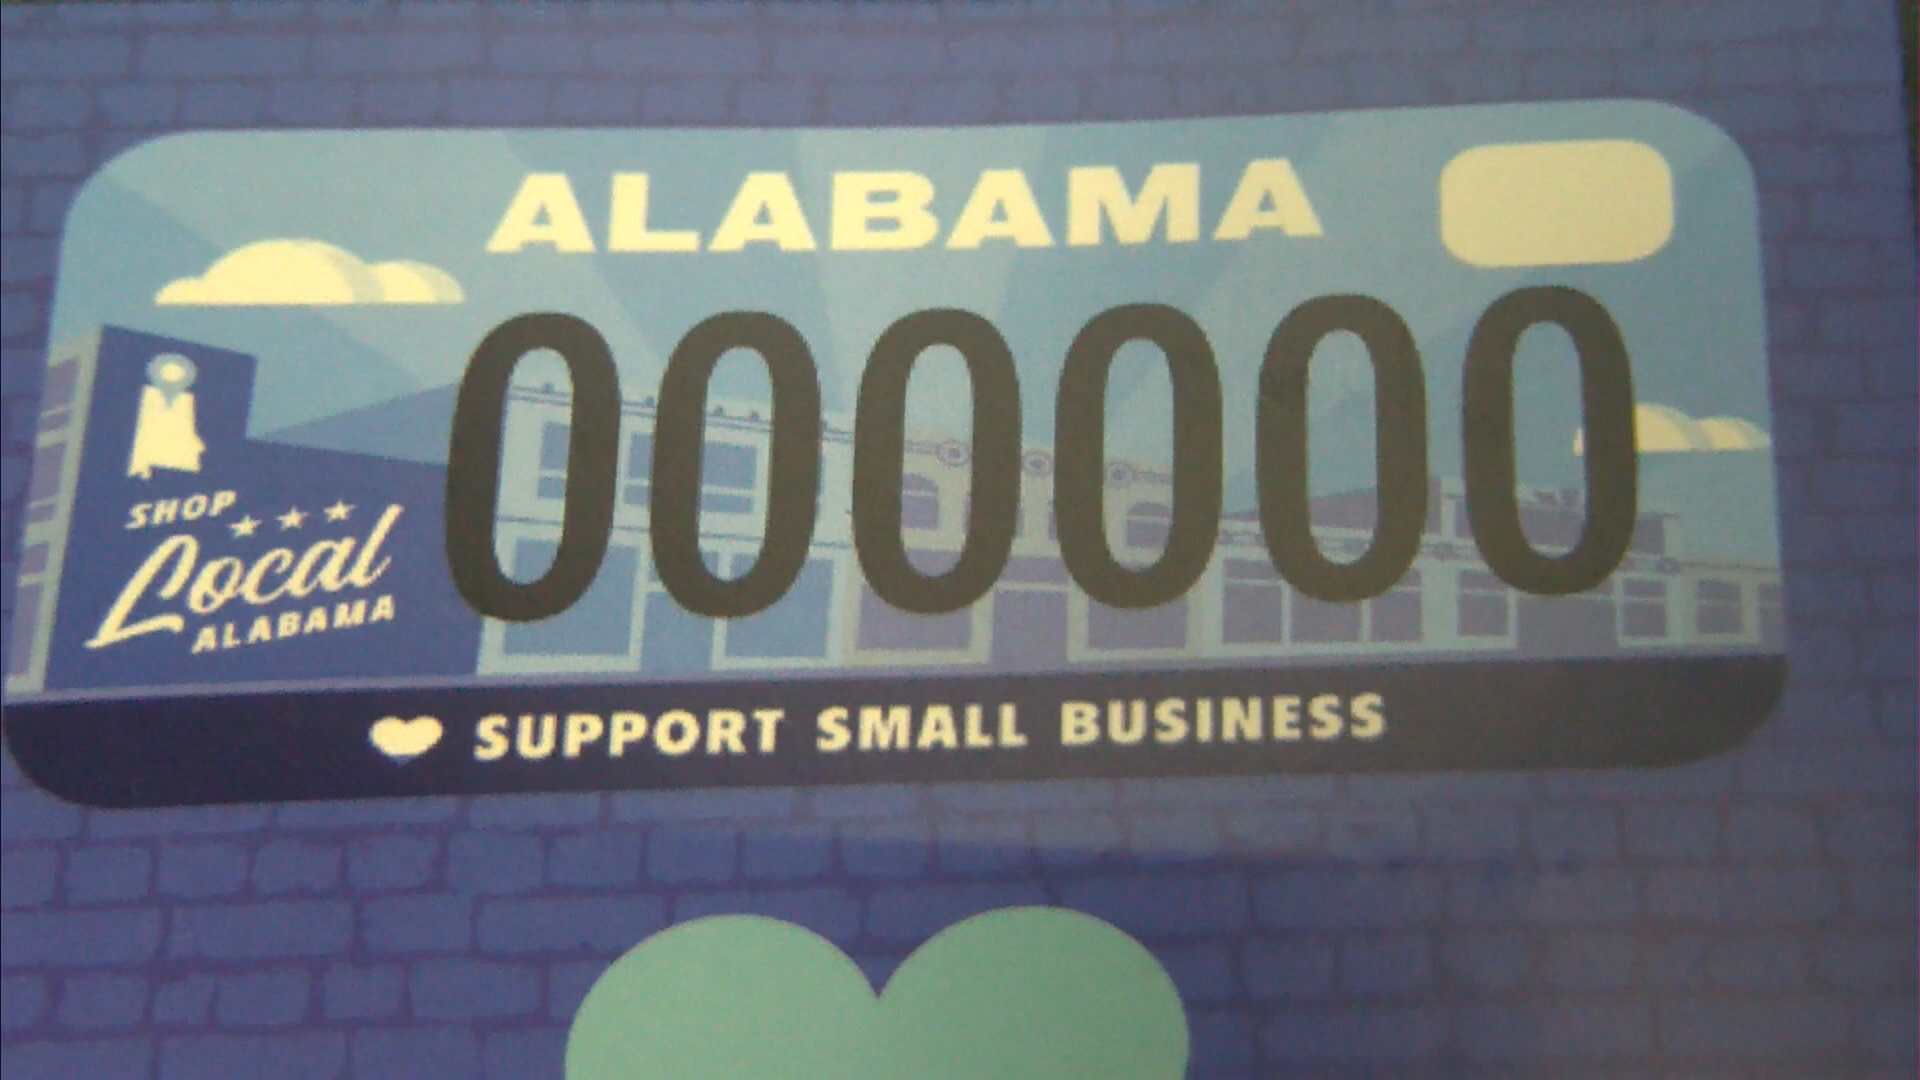 ALABAMA
000000
SHOP
Local
ALABAMA
SUPPORT SMALL BUSINESS